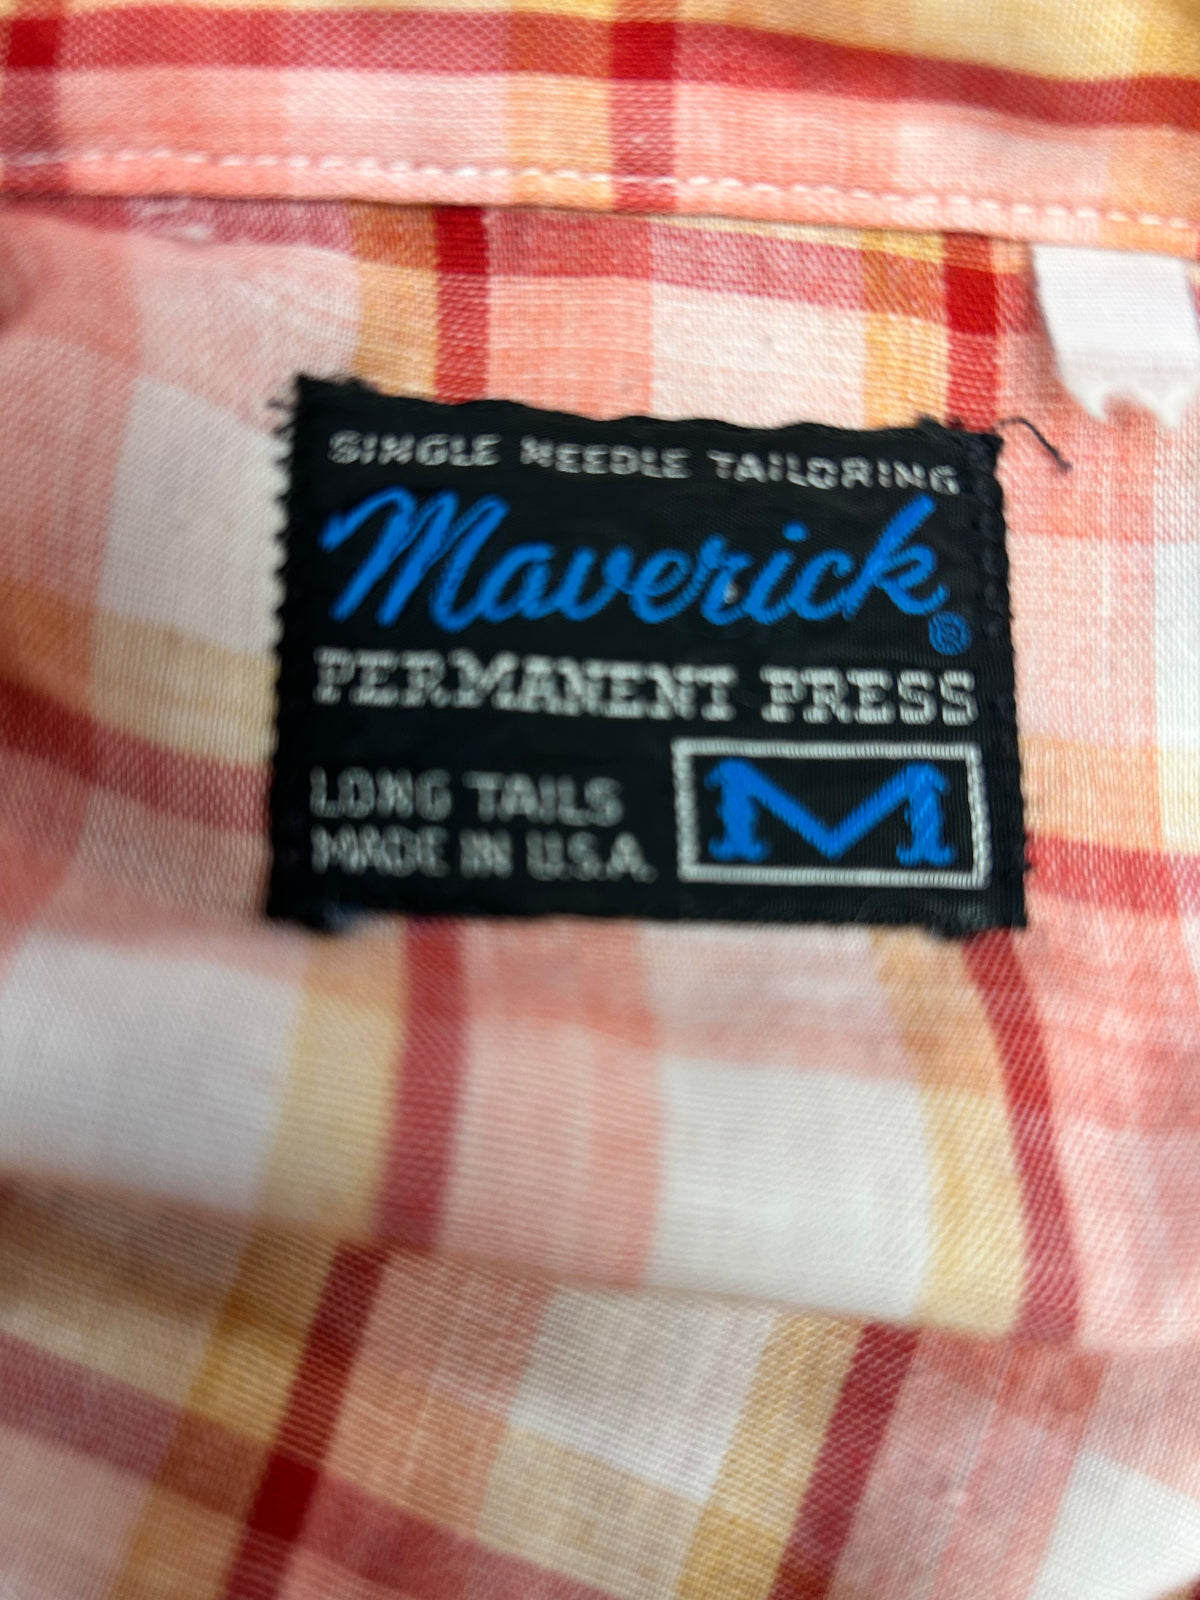 SINGLE NEEDLE TAILORING
Maverick®
PERMANENT PRESS
LONG TAILS
MADE IN U.S.A.
M